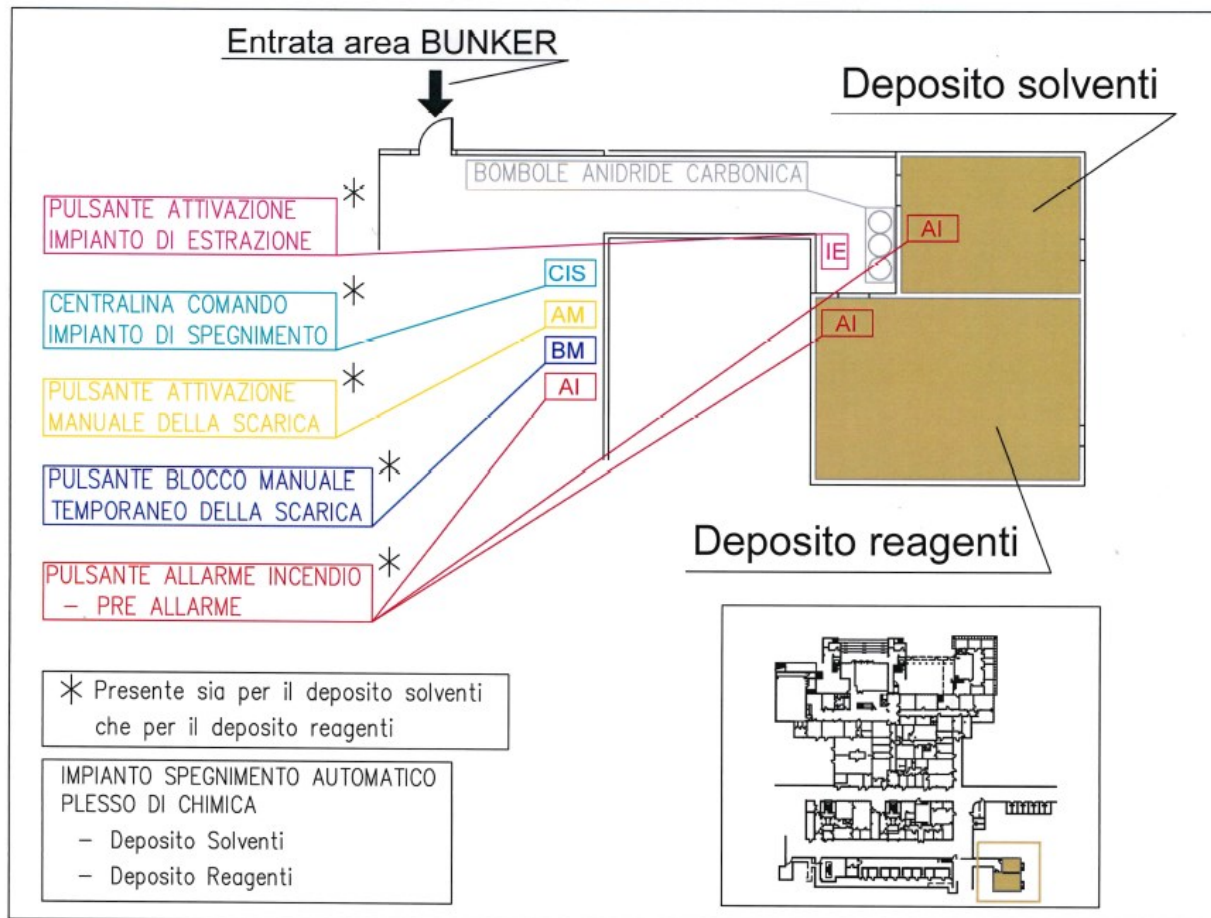 Entrata area BUNKER
Deposito solventi
BOMBOLE ANIDRIDE CARBONICA
PULSANTE ATTIVAZIONE
IMPIANTO DI ESTRAZIONE
AI
IE
CIS
CENTRALINA COMANDO
IMPIANTO DI SPEGNIMENTO
AM
AI
BM
PULSANTE ATTIVAZIONE
MANUALE DELLA SCARICA
AI
PULSANTE BLOCCO MANUALE
TEMPORANEO DELLA SCARICA
Deposito reagenti
PULSANTE ALLARME INCENDIO
– PRE ALLARME
* Presente sia per il deposito solventi
che per il deposito reagenti
IMPIANTO SPEGNIMENTO AUTOMATICO
PLESSO DI CHIMICA
– Deposito Solventi
– Deposito Reagenti